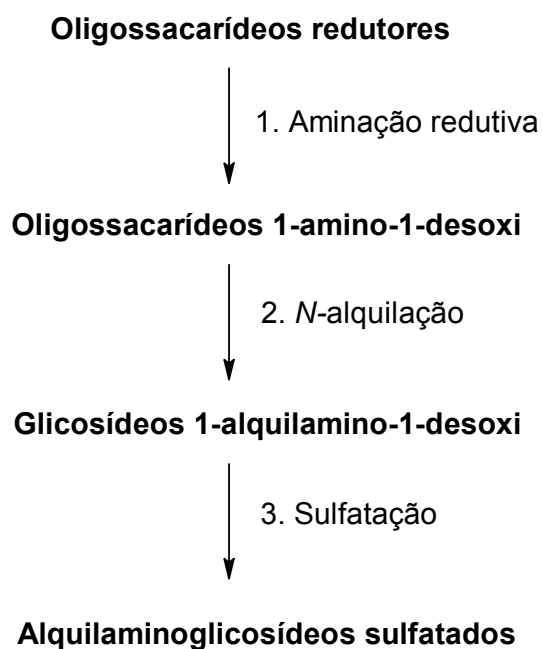 Oligossacarídeos redutores
1. Aminação redutiva
Oligossacarídeos 1-amino-1-desoxi
2. N-alquilação
Glicosídeos 1-alquilamino-1-desoxi
3. Sulfatação
Alquilaminoglicosídeos sulfatados